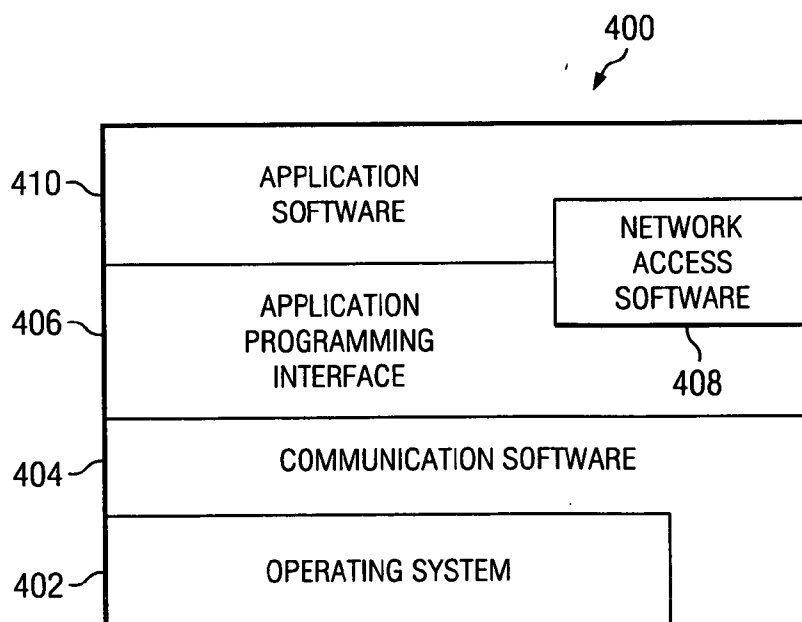 400
410
APPLICATION
SOFTWARE
NETWORK
ACCESS
SOFTWARE
406
APPLICATION
PROGRAMMING
INTERFACE
408
404
COMMUNICATION SOFTWARE
402
OPERATING SYSTEM